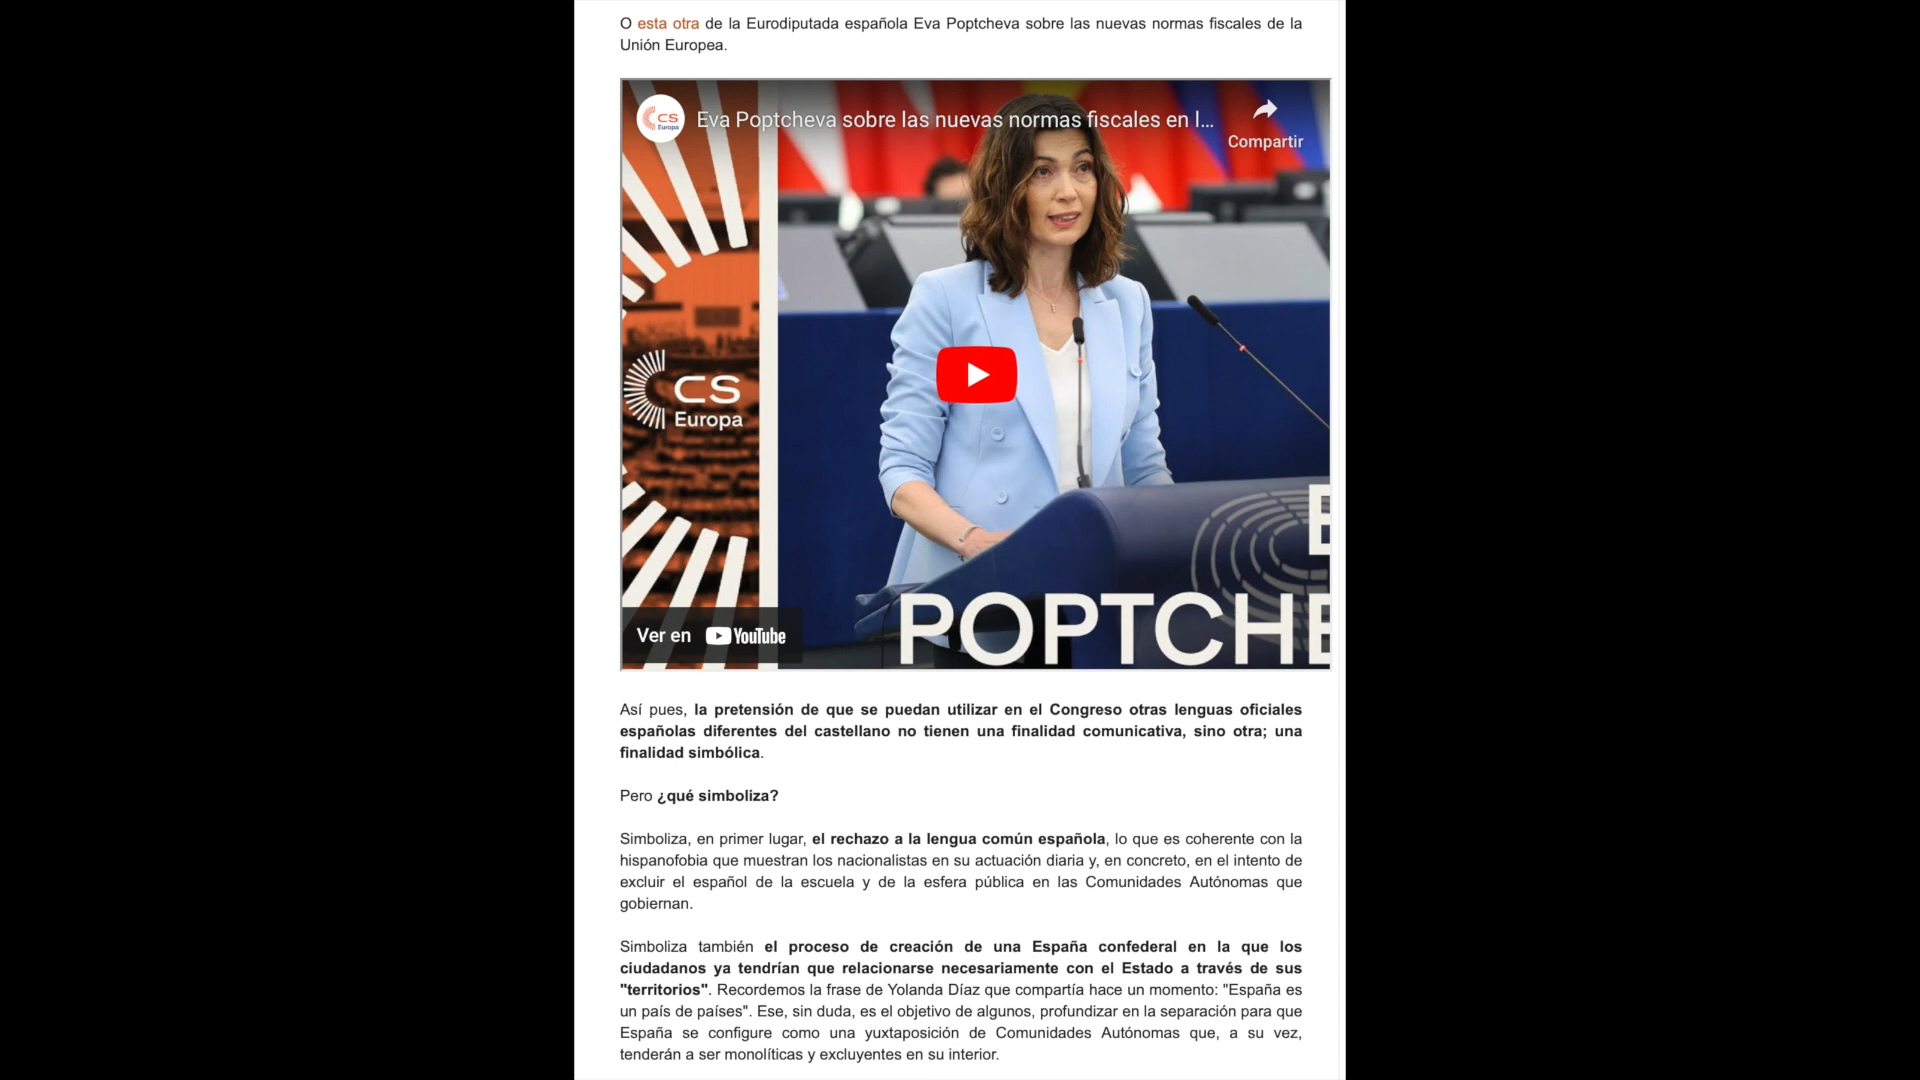 O esta otra de la Eurodiputada española Eva Poptcheva sobre las nuevas normas fiscales de la
Unión Europea.
CS
Europa
Eva Poptcheva sobre las nuevas normas fiscales en l...
Compartir
CS
Europa
E
POPTCHE
Ver en YouTube
Así pues, la pretensión de que se puedan utilizar en el Congreso otras lenguas oficiales
españolas diferentes del castellano no tienen una finalidad comunicativa, sino otra; una
finalidad simbólica.
Pero ¿qué simboliza?
Simboliza, en primer lugar, el rechazo a la lengua común española, lo que es coherente con la
hispanofobia que muestran los nacionalistas en su actuación diaria y, en concreto, en el intento de
excluir el español de la escuela y de la esfera pública en las Comunidades Autónomas que
gobiernan.
Simboliza también el proceso de creación de una España confederal en la que los
ciudadanos ya tendrían que relacionarse necesariamente con el Estado a través de sus
"territorios". Recordemos la frase de Yolanda Díaz que compartía hace un momento: "España es
un país de países". Ese, sin duda, es el objetivo de algunos, profundizar en la separación para que
España se configure como una yuxtaposición de Comunidades Autónomas que, a su vez,
tenderán a ser monolíticas y excluyentes en su interior.